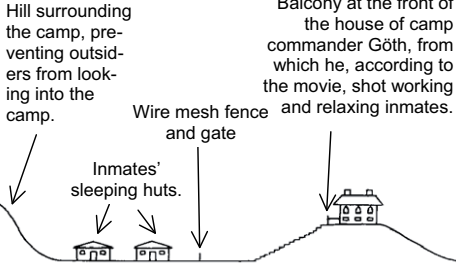 Hill surrounding
the camp, pre-
venting outsid-
ers from look-
ing into the
camp.
Balcony at the front of
the house of camp
commander Göth, from
which he, according to
the movie, shot working
and relaxing inmates.
Wire mesh fence
and gate
Inmates’
sleeping huts.